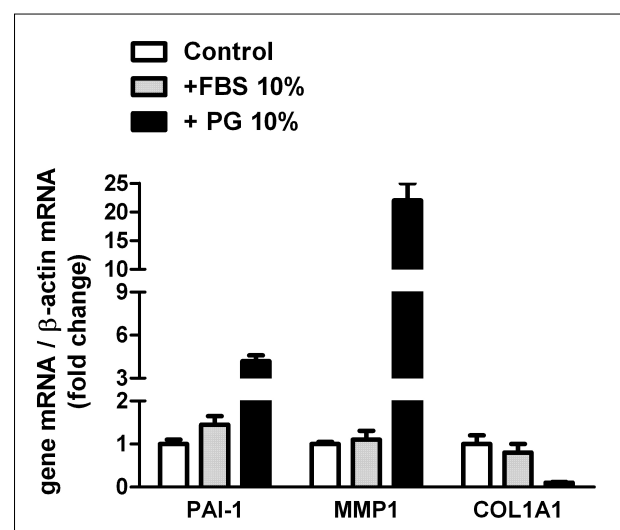 Control
+FBS 10%
+ PG 10%
gene mRNA / β-actin mRNA
(fold change)
25
20
15
10
9
6
3
2
1
0
PAI-1
MMP1
COL1A1